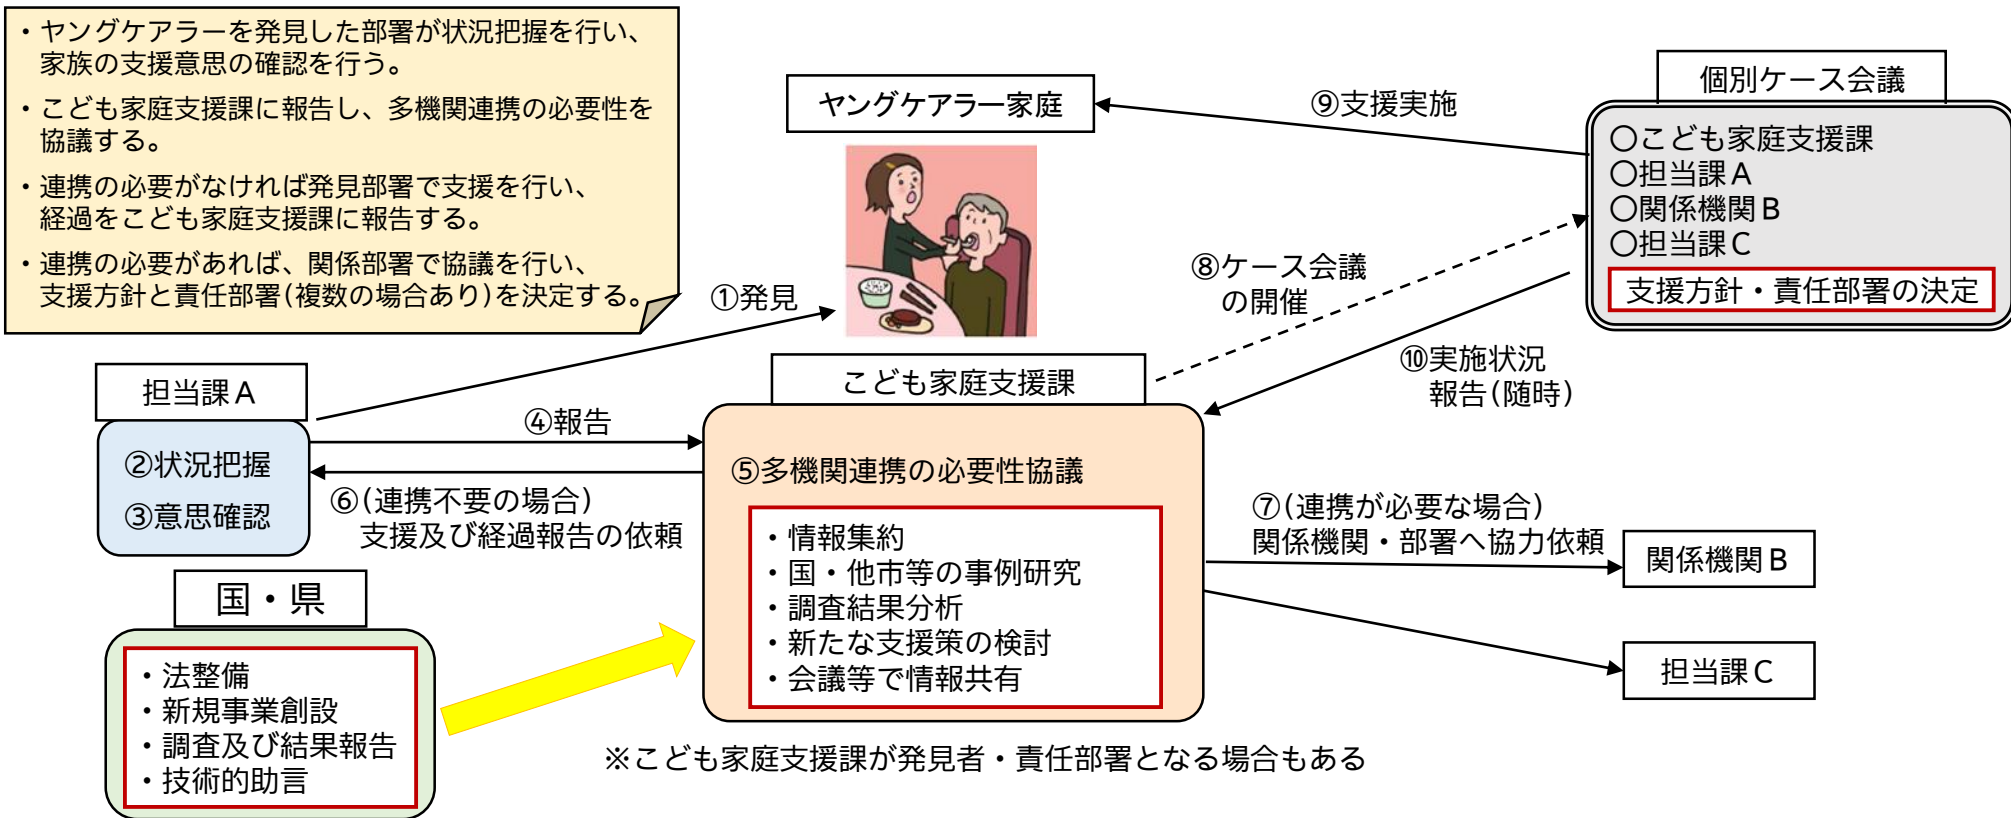 ・ヤングケアラーを発見した部署が状況把握を行い、
家族の支援意思の確認を行う。
・こども家庭支援課に報告し、多機関連携の必要性を
協議する。
・連携の必要がなければ発見部署で支援を行い、
経過をこども家庭支援課に報告する。
・連携の必要があれば、関係部署で協議を行い、
支援方針と責任部署(複数の場合あり)を決定する。
ヤングケアラー家庭
⑨支援実施
個別ケース会議
〇こども家庭支援課
〇担当課A
〇関係機関B
〇担当課C
支援方針・責任部署の決定
①発見
⑧ケース会議
の開催
⑩実施状況
報告(随時)
担当課A
②状況把握
③意思確認
④報告
⑥(連携不要の場合)
支援及び経過報告の依頼
こども家庭支援課
⑤多機関連携の必要性協議
・情報集約
・国・他市等の事例研究
・調査結果分析
・新たな支援策の検討
・会議等で情報共有
⑦(連携が必要な場合)
関係機関・部署へ協力依頼
関係機関B
担当課C
国・県
・法整備
・新規事業創設
・調査及び結果報告
・技術的助言
※こども家庭支援課が発見者・責任部署となる場合もある